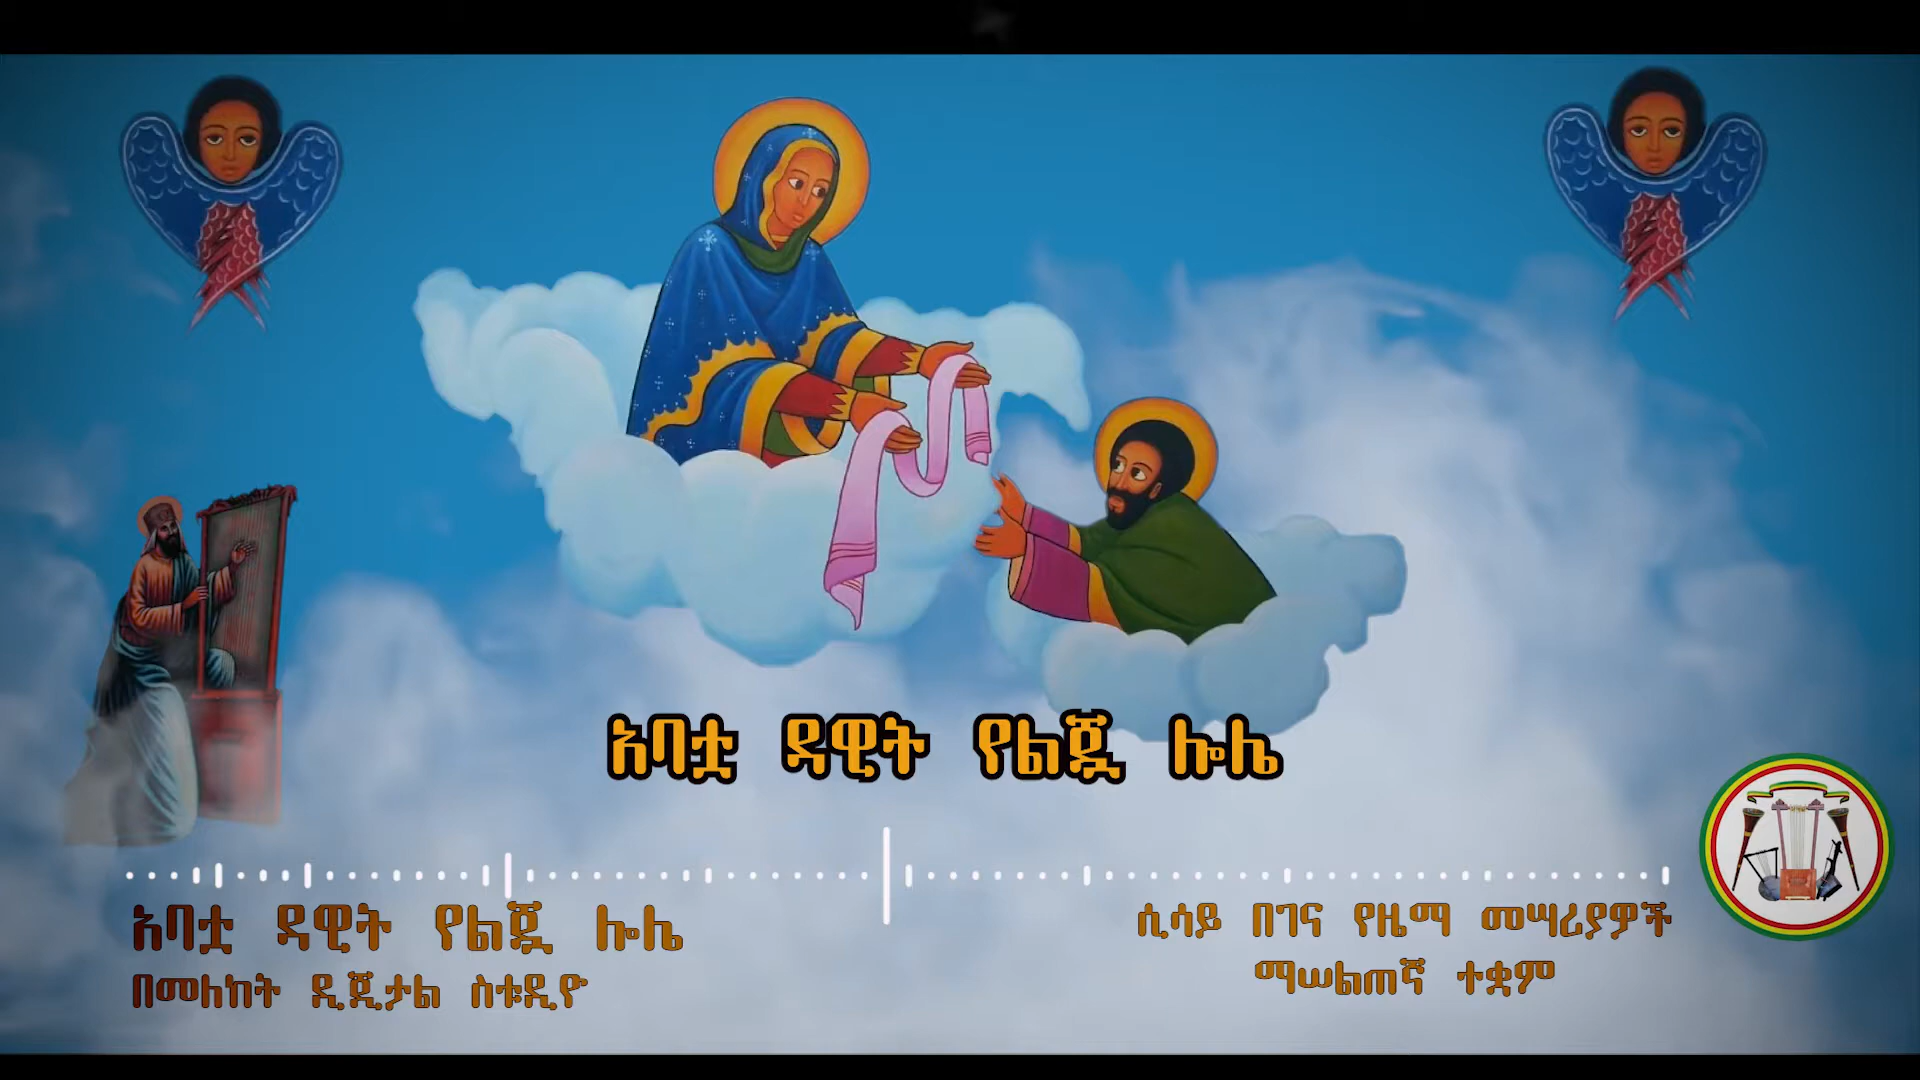 አባቷ ዳዊት የልጇ ሎሌ
አባቷ ዳዊት የልጇ ሎሌ
በመለከት ዲጂታል ስቱዲዮ
ሲሳይ በገና የዜማ መሣሪያዎች
ማሠልጠኛ ተቋም